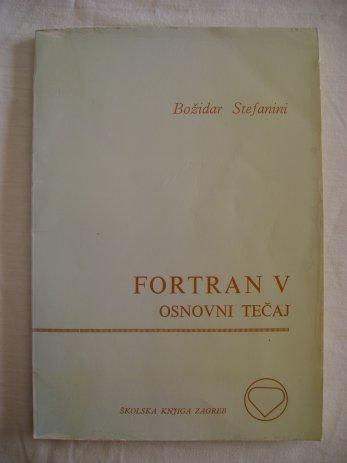 Božidar Stefanini
FORTRAN V
OSNOVNI TEČAJ
ŠKOLSKA KNJIGA ZAGREB